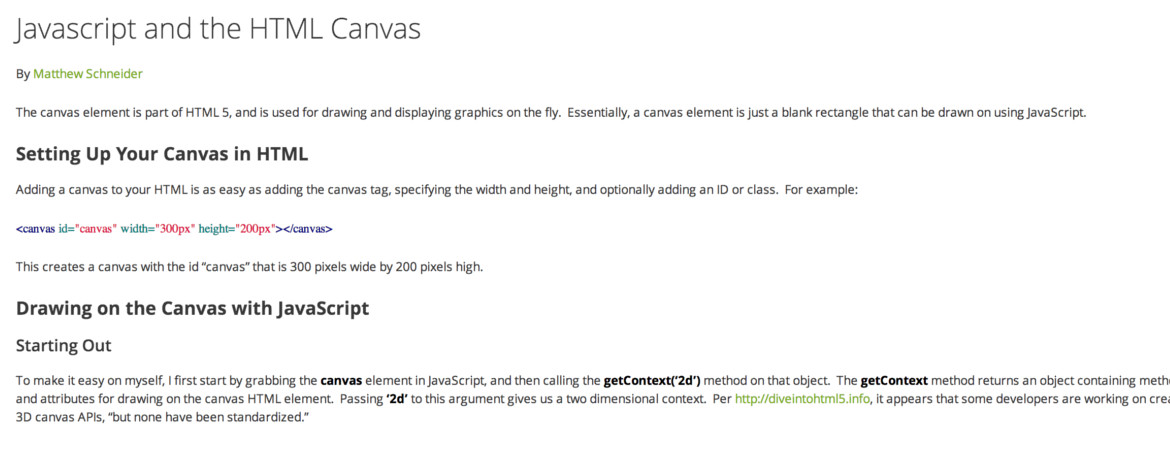 Javascript and the HTML Canvas
By Matthew Schneider
The canvas element is part of HTML 5, and is used for drawing and displaying graphics on the fly.  Essentially, a canvas element is just a blank rectangle that can be drawn on using JavaScript.
Setting Up Your Canvas in HTML
Adding a canvas to your HTML is as easy as adding the canvas tag, specifying the width and height, and optionally adding an ID or class.  For example:
<canvas id="canvas" width="300px" height="200px"></canvas>
This creates a canvas with the id “canvas” that is 300 pixels wide by 200 pixels high.
Drawing on the Canvas with JavaScript
Starting Out
To make it easy on myself, I first start by grabbing the canvas element in JavaScript, and then calling the getContext(‘2d’) method on that object.  The getContext method returns an object containing
and attributes for drawing on the canvas HTML element.  Passing ‘2d’ to this argument gives us a two dimensional context.  Per http://diveintohtml5.info, it appears that some developers are working on
3D canvas APIs, “but none have been standardized.”